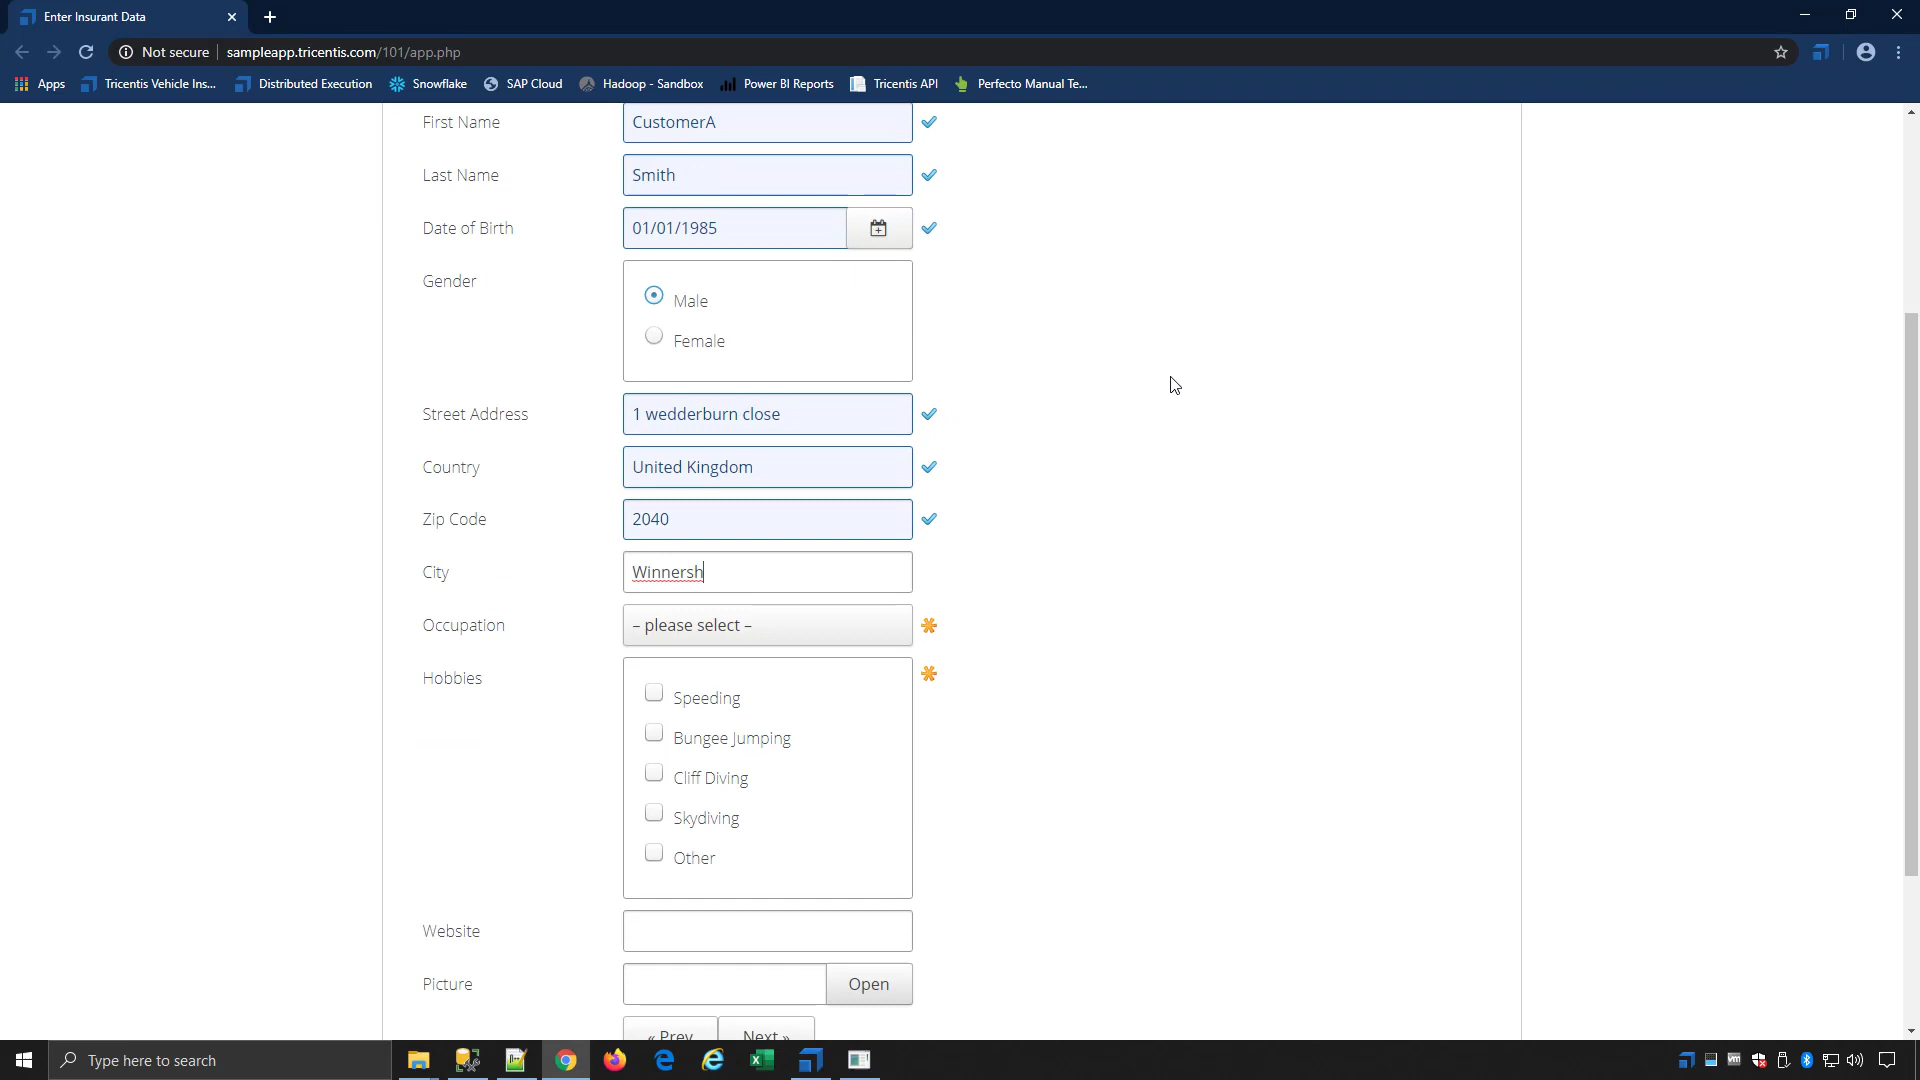 Enter Insurant Data
Not secure sampleapp.tricentis.com/101/app.php
Apps Tricentis Vehicle Ins... Distributed Execution Snowflake SAP Cloud Hadoop - Sandbox Power BI Reports Tricentis API Perfecto Manual Te...
First Name CustomerA
Last Name Smith
Date of Birth 01/01/1985
Gender
Male
Female
Street Address 1 wedderburn close
Country United Kingdom
Zip Code 2040
City Winnersh
Occupation – please select –
Hobbies
Speeding
Bungee Jumping
Cliff Diving
Skydiving
Other
Website
Picture Open
« Prev Next »
Type here to search